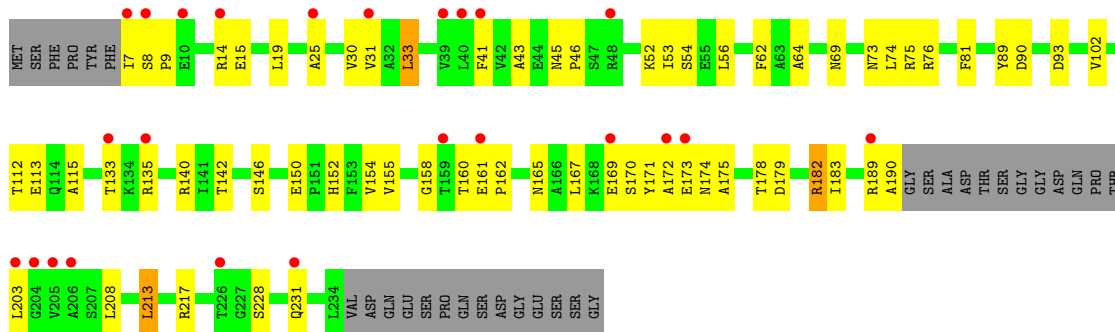 MET SER PHE PRO TYR PHE I7 S8 P9 E10 R14 E15 L19 A25 V30 V31 A32 L33 V39 L40 F41 V42 A43 E44 N45 P46 S47 R48 K52 I53 S54 E55 L56 F62 A63 A64 N69 N73 L74 R75 R76 F81 Y89 D90 D93 V102
T112 E113 Q114 A115 T133 K134 R135 R140 I141 T142 S146 E150 P151 H152 F153 V154 V155 G158 T159 T160 E161 P162 N165 A166 L167 K168 E169 S170 Y171 A172 E173 N174 A175 T178 D179 R182 I183 R189 A190 GLY SER ALA ASP THR SER GLY GLY ASP GLN PRO THR
L203 G204 V205 A206 S207 L208 L213 R217 T226 G227 S228 Q231 L234 VAL ASP GLN GLU SER PRO GLN SER ASP GLY GLU SER SER GLY